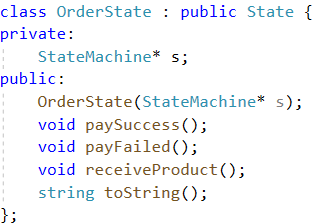 class OrderState : public State {
private:
    StateMachine* s;
public:
    OrderState(StateMachine* s);
    void paySuccess();
    void payFailed();
    void receiveProduct();
    string toString();
};